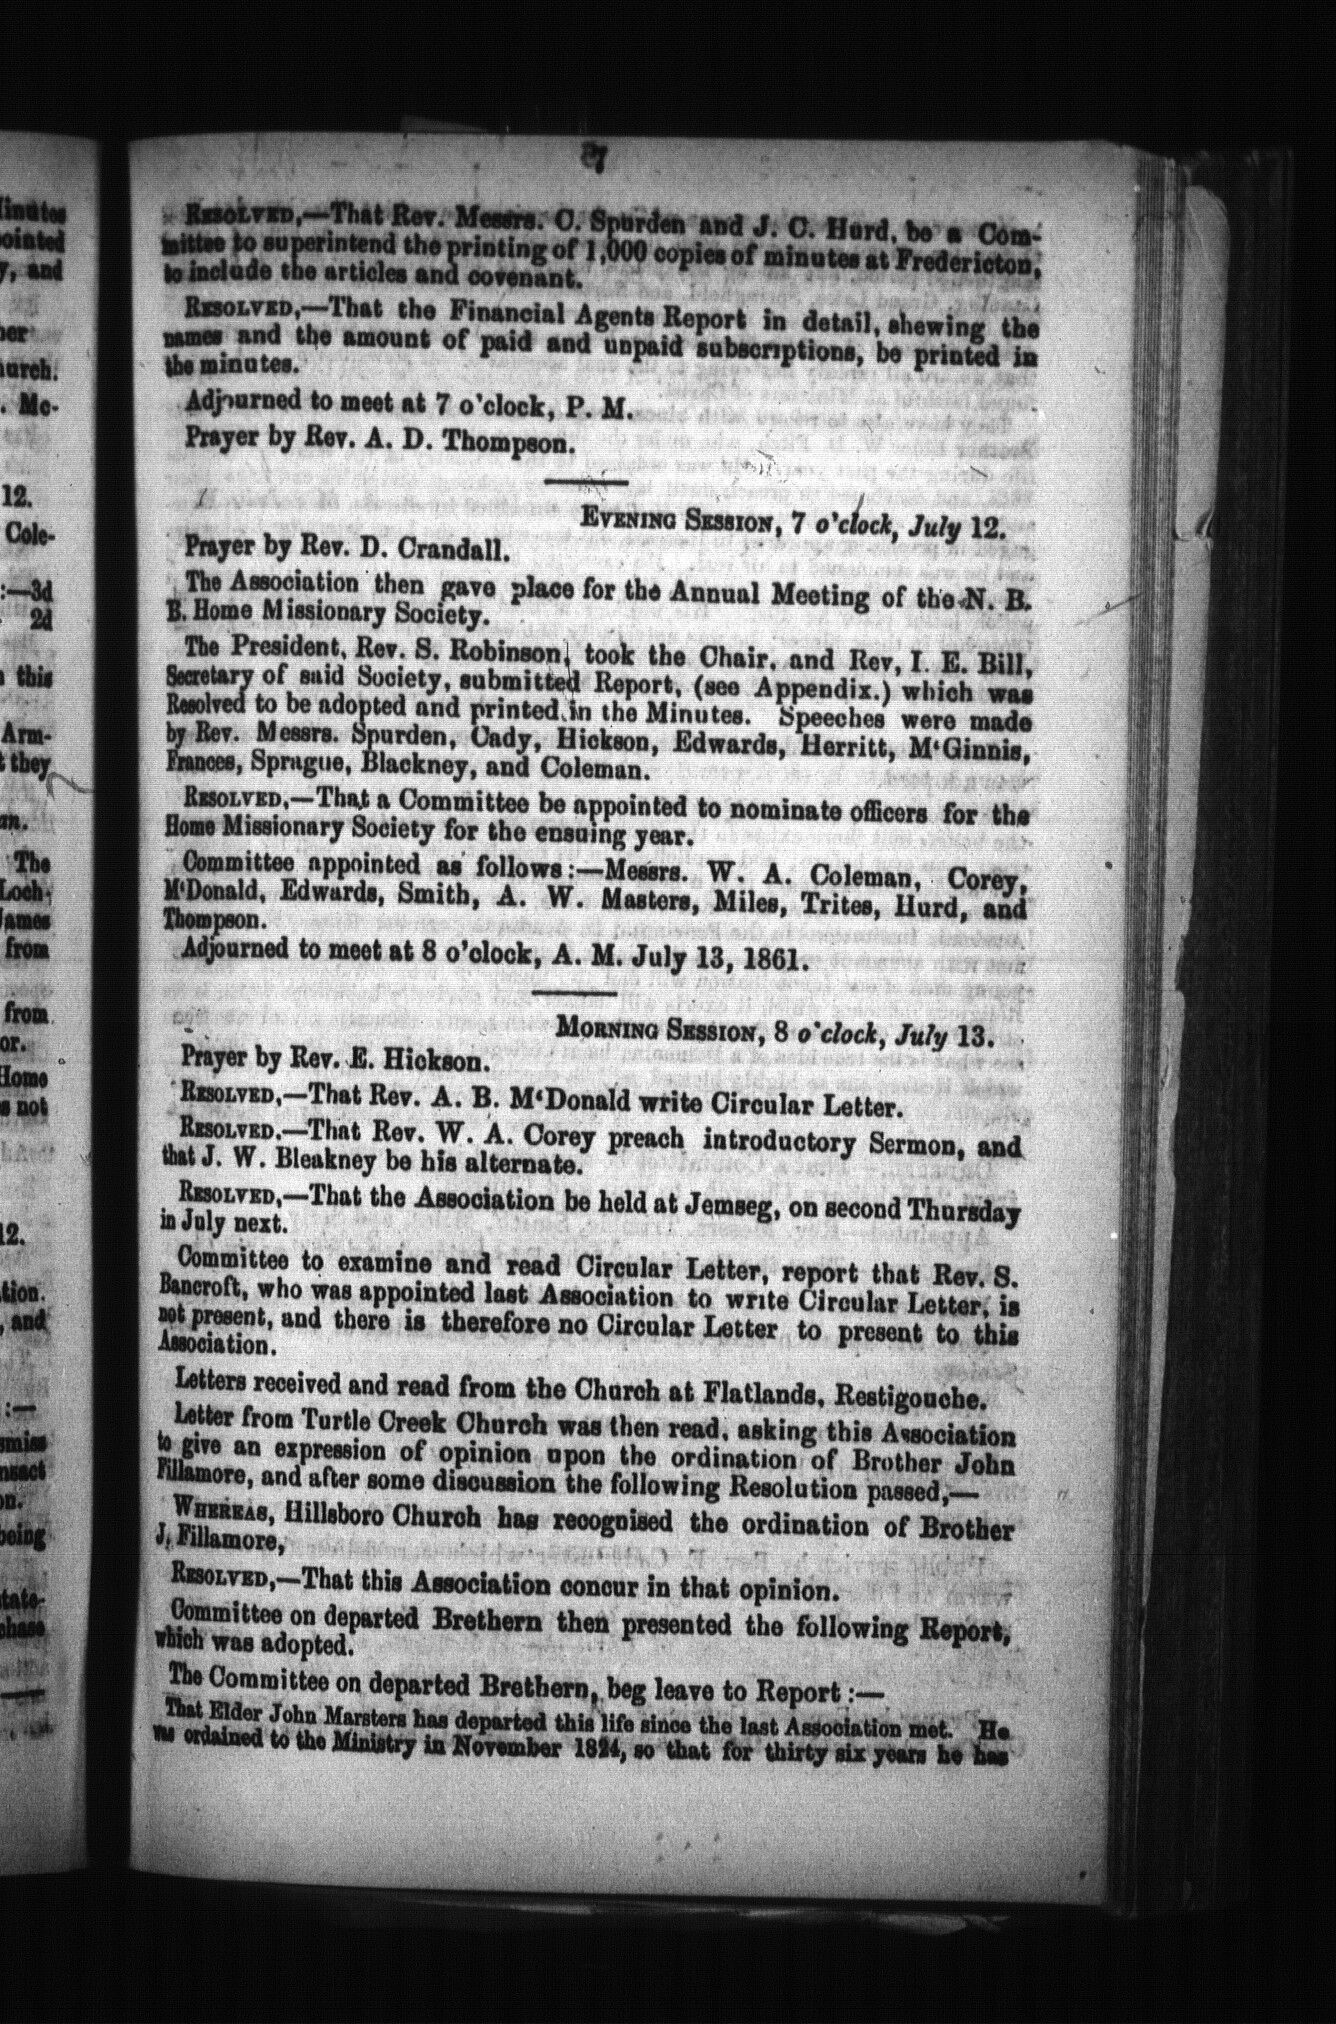 7
RESOLVED,—That Rev. Messrs. C. Spurden and J. C. Hurd, be a Com-
mittee to superintend the printing of 1,000 copies of minutes at Fredericton,
to include the articles and covenant.
RESOLVED,—That the Financial Agents Report in detail, shewing the
names and the amount of paid and unpaid subscriptions, be printed in
the minutes.
Adjourned to meet at 7 o'clock, P. M.
Prayer by Rev. A. D. Thompson.
EVENING SESSION, 7 o'clock, July 12.
Prayer by Rev. D. Crandall.
The Association then gave place for the Annual Meeting of the N. B.
B. Home Missionary Society.
The President, Rev. S. Robinson, took the Chair, and Rev, I. E. Bill,
Secretary of said Society, submitted Report, (see Appendix.) which was
Resolved to be adopted and printed in the Minutes. Speeches were made
by Rev. Messrs. Spurden, Cady, Hickson, Edwards, Herritt, M'Ginnis,
Frances, Sprague, Blackney, and Coleman.
RESOLVED,—That a Committee be appointed to nominate officers for the
Home Missionary Society for the ensuing year.
Committee appointed as follows:—Messrs. W. A. Coleman, Corey,
M'Donald, Edwards, Smith, A. W. Masters, Miles, Trites, Hurd, and
Thompson.
Adjourned to meet at 8 o'clock, A. M. July 13, 1861.
MORNING SESSION, 8 o'clock, July 13.
Prayer by Rev. E. Hickson.
RESOLVED,—That Rev. A. B. M'Donald write Circular Letter.
RESOLVED.—That Rev. W. A. Corey preach introductory Sermon, and
that J. W. Bleakney be his alternate.
RESOLVED,—That the Association be held at Jemseg, on second Thursday
in July next.
Committee to examine and read Circular Letter, report that Rev. S.
Bancroft, who was appointed last Association to write Circular Letter, is
not present, and there is therefore no Circular Letter to present to this
Association.
Letters received and read from the Church at Flatlands, Restigouche.
Letter from Turtle Creek Church was then read, asking this Association
to give an expression of opinion upon the ordination of Brother John
Fillamore, and after some discussion the following Resolution passed,—
WHEREAS, Hillsboro Church has recognised the ordination of Brother
J. Fillamore,
RESOLVED,—That this Association concur in that opinion.
Committee on departed Brethern then presented the following Report,
which was adopted.
The Committee on departed Brethern, beg leave to Report:—
That Elder John Marsters has departed this life since the last Association met. He
was ordained to the Ministry in November 1824, so that for thirty six years he has